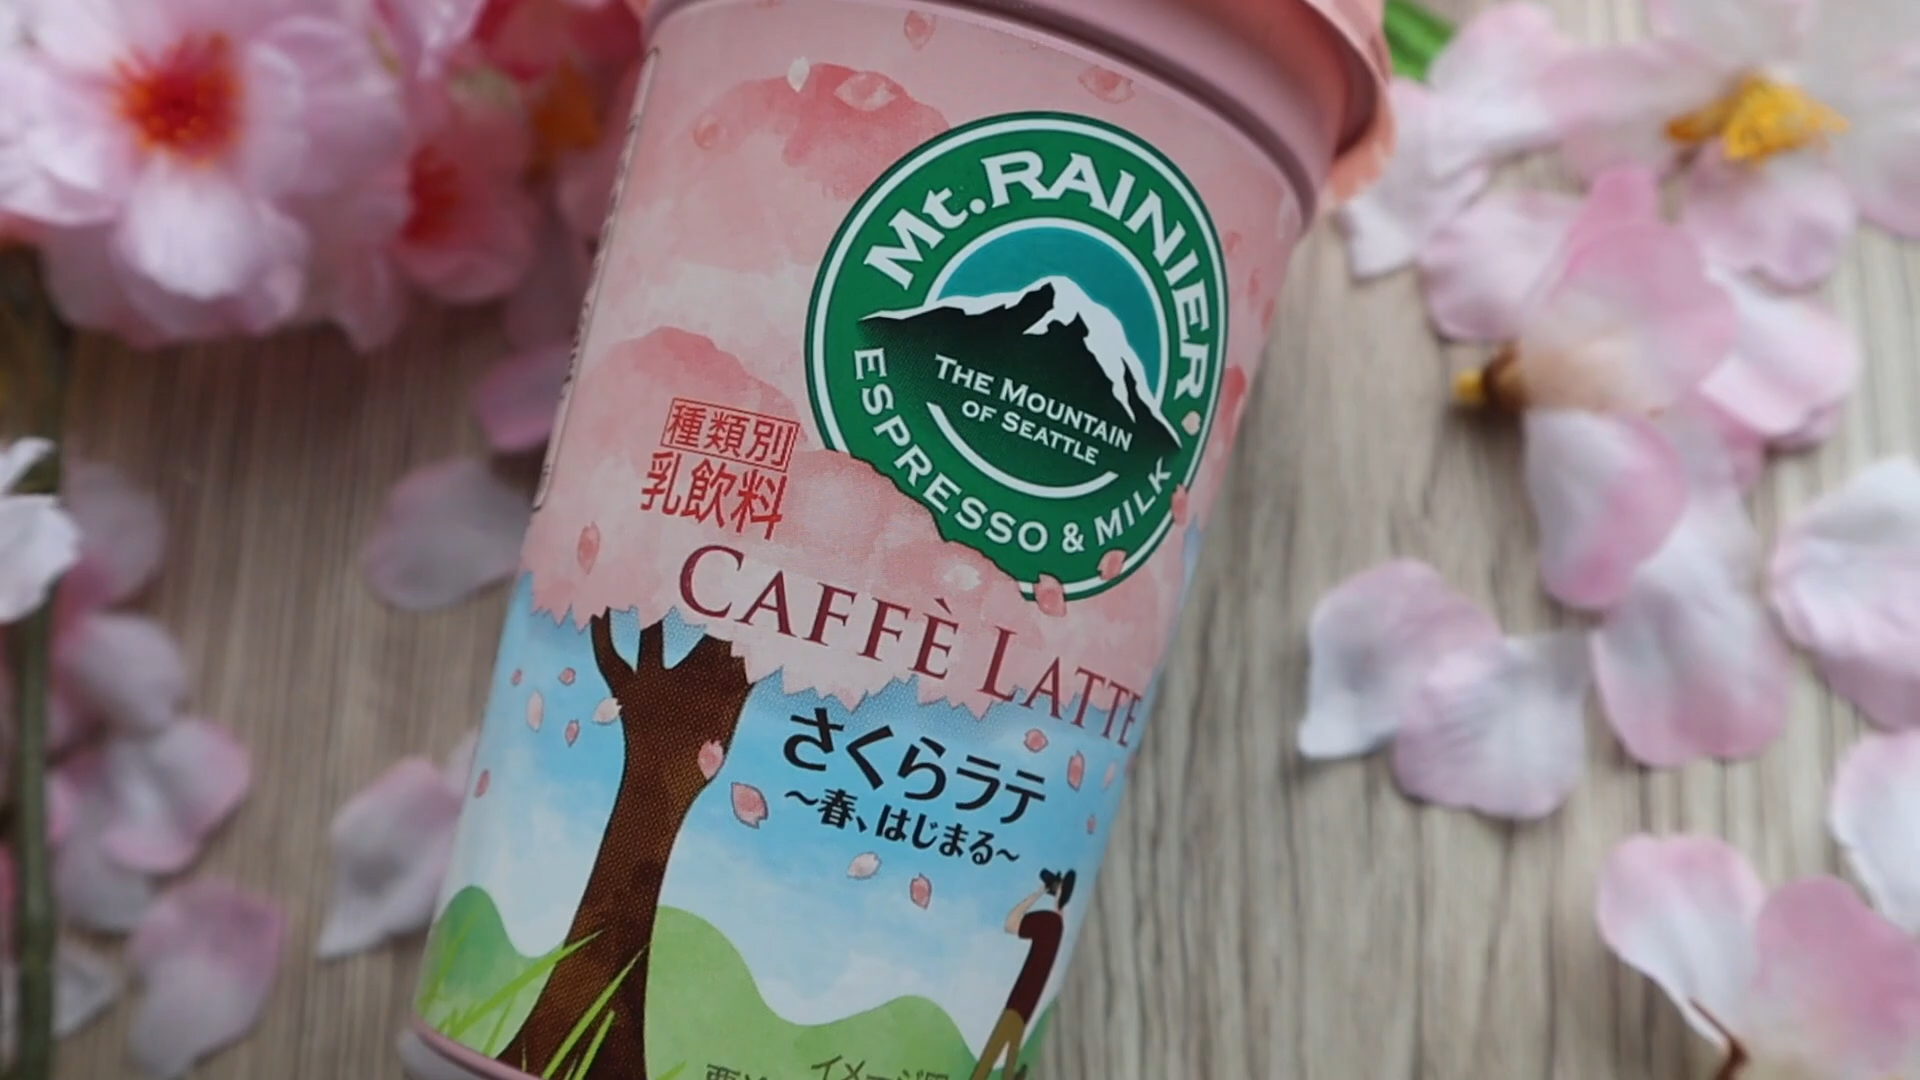 Mt. RAINIER
THE MOUNTAIN
OF SEATTLE
ESPRESSO & MILK
種類別
乳飲料
CAFFÈ LATTE
さくらラテ
～春、はじまる～